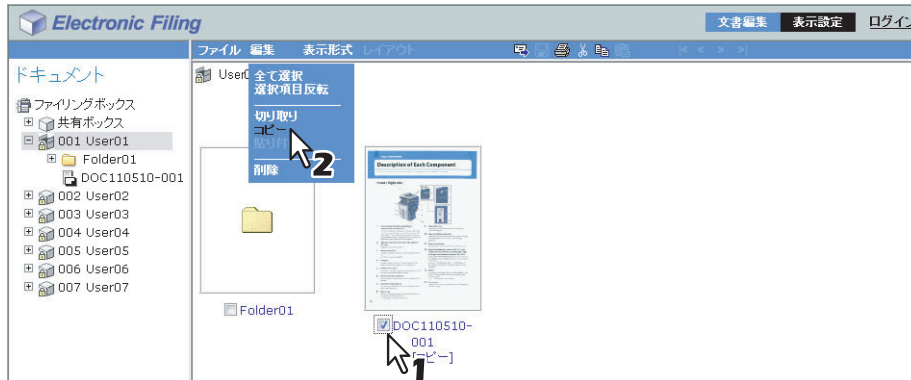 Electronic Filing
文書編集 表示設定 ログイン
ファイル 編集 表示形式 レイアウト
|< < > >|
ドキュメント
ファイリングボックス
共有ボックス
001 User01
Folder01
DOC110510-001
002 User02
003 User03
004 User04
005 User05
006 User06
007 User07
全て選択
選択項目反転
切り取り
コピー
削除
2
Description of Each Component
Folder01
DOC110510-
001
[コピー]
1